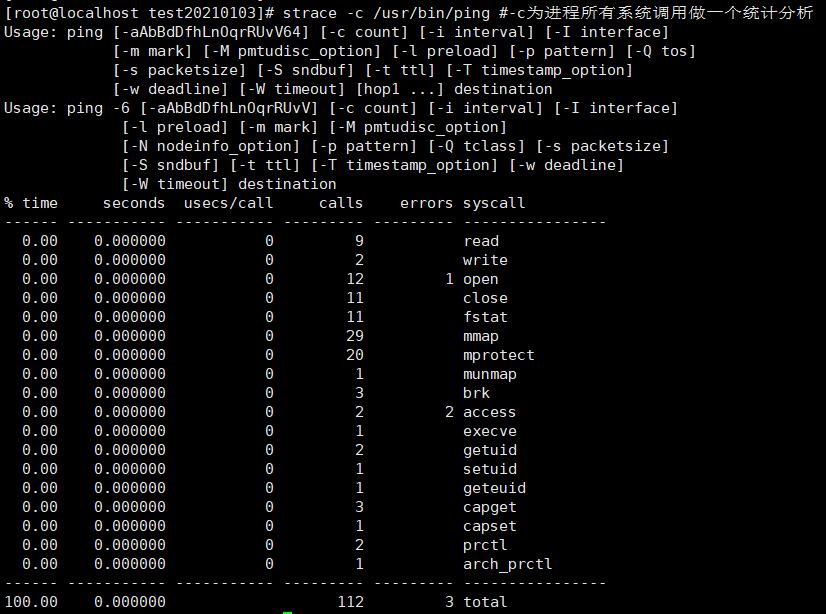 [root@localhost test20210103]# strace -c /usr/bin/ping #-c为进程所有系统调用做一个统计分析
Usage: ping [-aAbBdDfhLnOqrRUvV64] [-c count] [-i interval] [-I interface]
            [-m mark] [-M pmtudisc_option] [-l preload] [-p pattern] [-Q tos]
            [-s packetsize] [-S sndbuf] [-t ttl] [-T timestamp_option]
            [-w deadline] [-W timeout] [hop1 ...] destination
Usage: ping -6 [-aAbBdDfhLnOqrRUvV] [-c count] [-i interval] [-I interface]
             [-l preload] [-m mark] [-M pmtudisc_option]
             [-N nodeinfo_option] [-p pattern] [-Q tclass] [-s packetsize]
             [-S sndbuf] [-t ttl] [-T timestamp_option] [-w deadline]
             [-W timeout] destination
% time     seconds  usecs/call     calls    errors syscall
------ ----------- ----------- --------- --------- ----------------
  0.00    0.000000           0         9           read
  0.00    0.000000           0         2           write
  0.00    0.000000           0        12         1 open
  0.00    0.000000           0        11           close
  0.00    0.000000           0        11           fstat
  0.00    0.000000           0        29           mmap
  0.00    0.000000           0        20           mprotect
  0.00    0.000000           0         1           munmap
  0.00    0.000000           0         3           brk
  0.00    0.000000           0         2         2 access
  0.00    0.000000           0         1           execve
  0.00    0.000000           0         2           getuid
  0.00    0.000000           0         1           setuid
  0.00    0.000000           0         1           geteuid
  0.00    0.000000           0         3           capget
  0.00    0.000000           0         1           capset
  0.00    0.000000           0         2           prctl
  0.00    0.000000           0         1           arch_prctl
------ ----------- ----------- --------- --------- ----------------
100.00    0.000000                   112         3 total